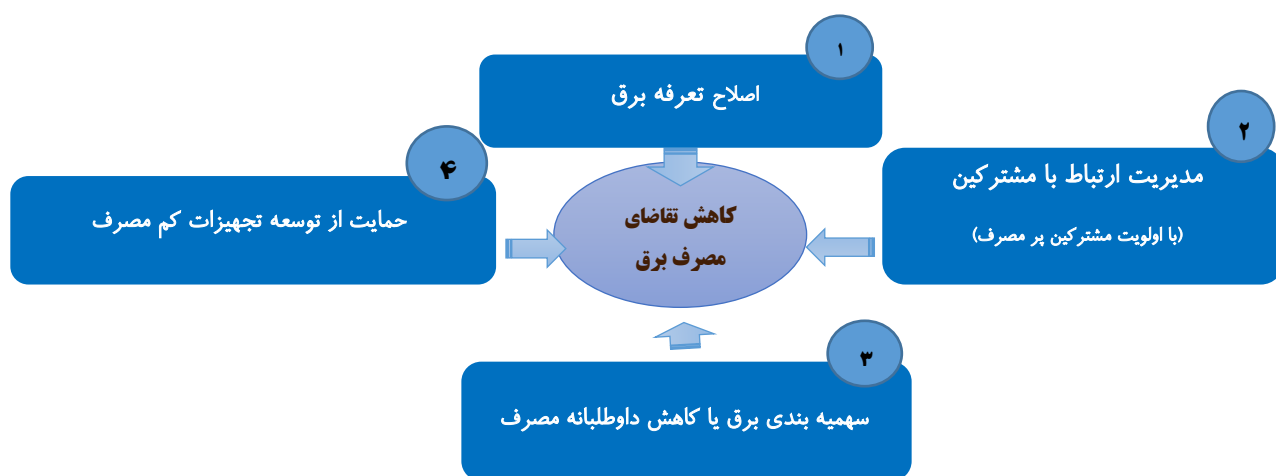 ۱
اصلاح تعرفه برق
۲
مدیریت ارتباط با مشترکین
(با اولویت مشترکین پر مصرف)
۳
سهمیه بندی برق یا کاهش داوطلبانه مصرف
۴
حمایت از توسعه تجهیزات کم مصرف
کاهش تقاضای
مصرف برق